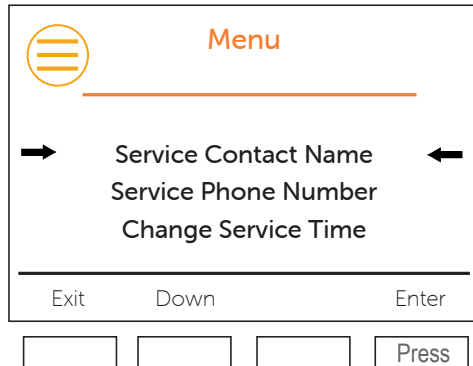 Menu
Service Contact Name
Service Phone Number
Change Service Time
Exit Down Enter
Press